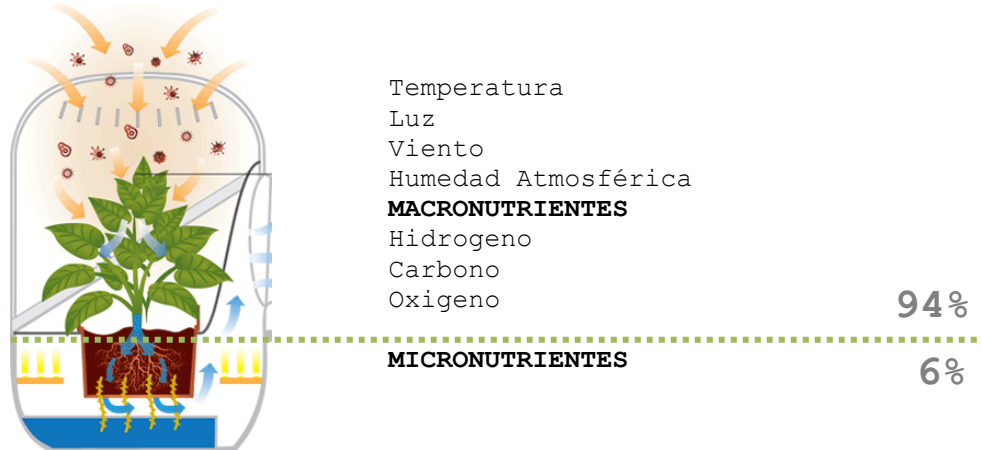 Temperatura
Luz
Viento
Humedad Atmosférica
MACRONUTRIENTES
Hidrogeno
Carbono
Oxigeno
94%
MICRONUTRIENTES
6%